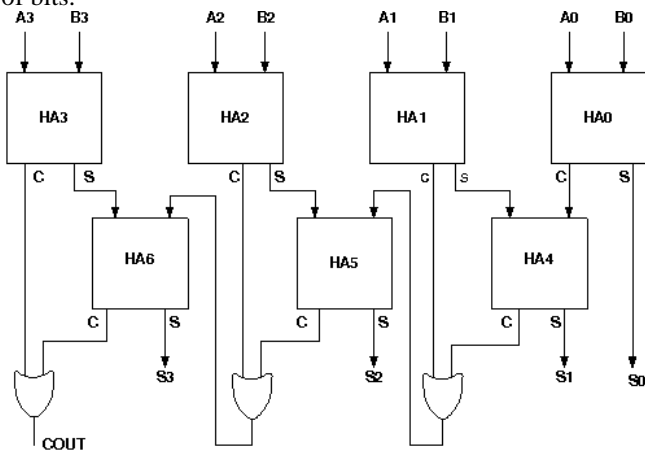 of bits.
A3 B3 A2 B2 A1 B1 A0 B0
HA3 HA2 HA1 HA0
C S C S c s C S
HA6 HA5 HA4
C S C S C S
S3 S2 S1 S0
COUT